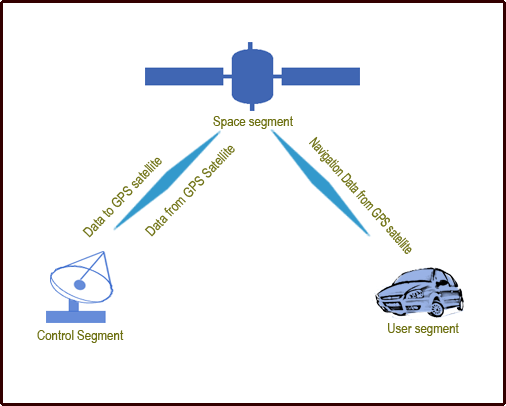 Space segment
Data to GPS satellite
Data from GPS Satellite
Navigation Data from GPS satellite
Control Segment
User segment